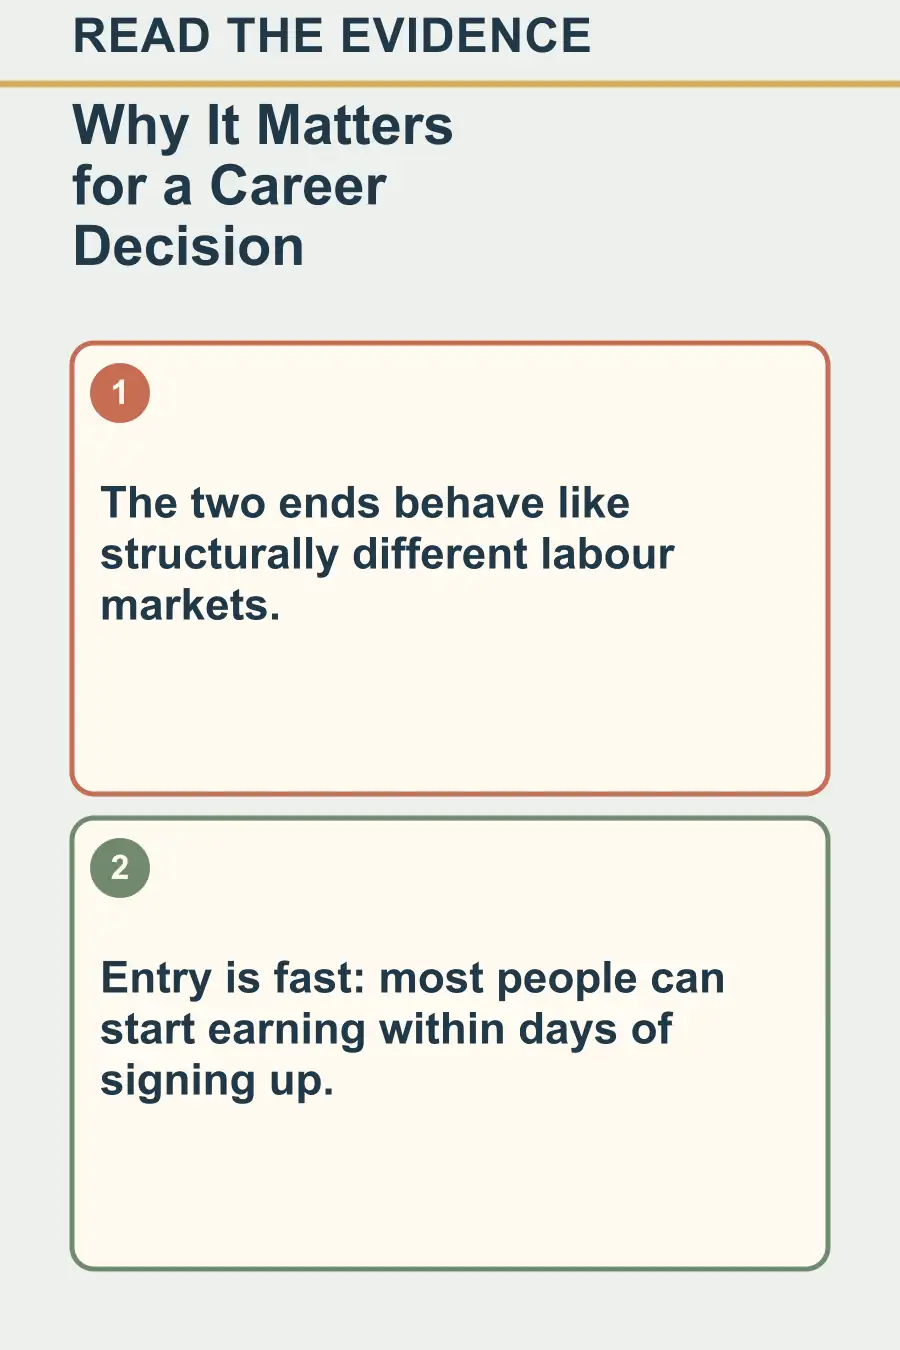 READ THE EVIDENCE
Why It Matters
for a Career
Decision
1
The two ends behave like
structurally different labour
markets.
2
Entry is fast: most people can
start earning within days of
signing up.